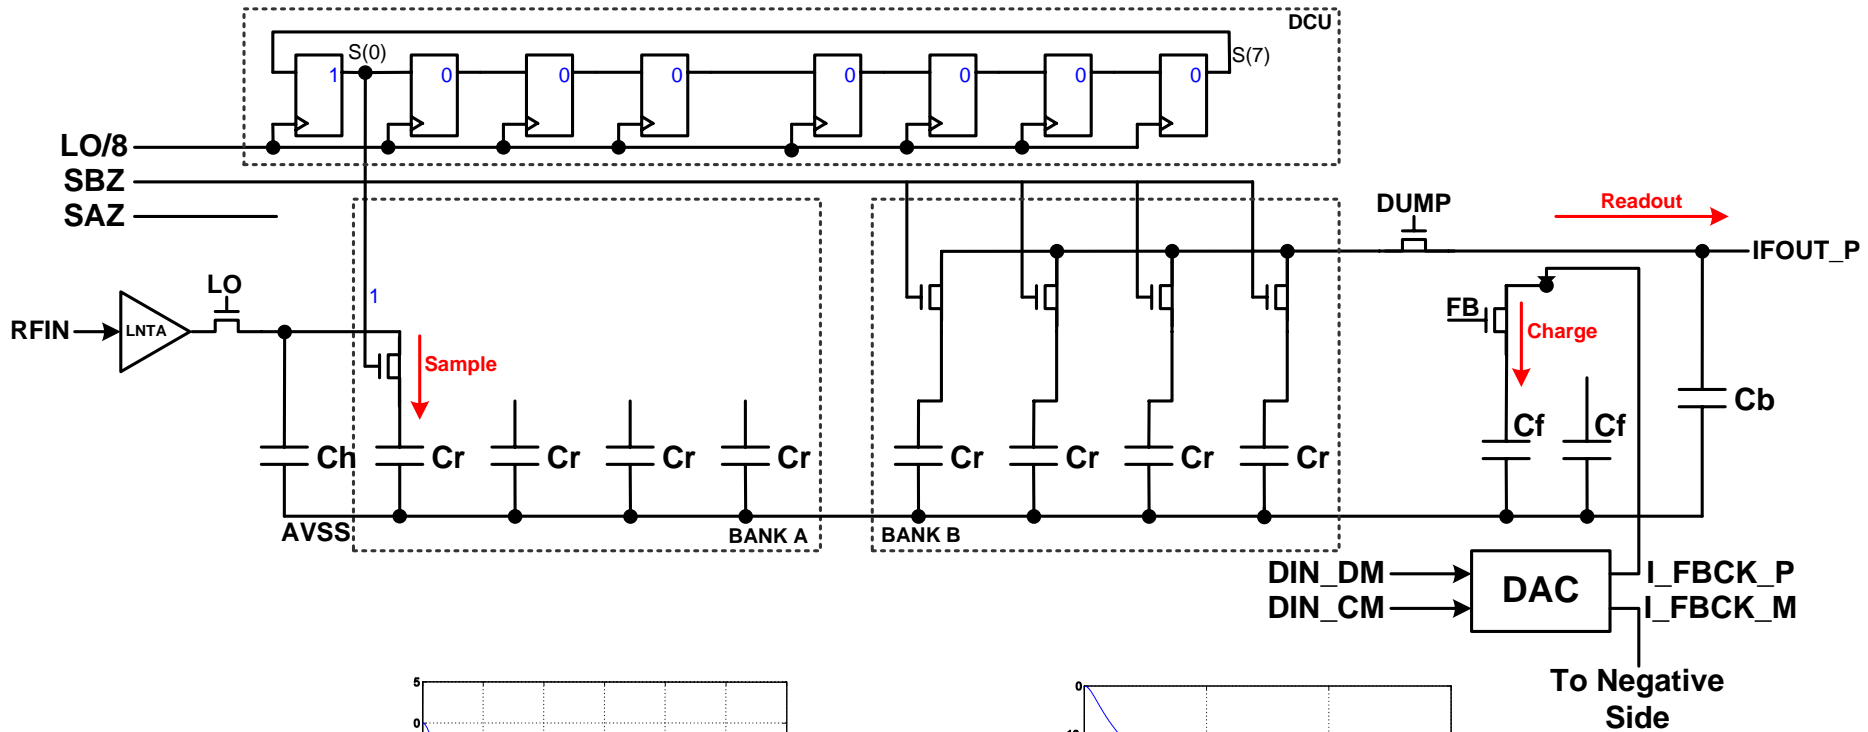 DCU
S(0)
S(7)
1
0
0
0
0
0
0
0
LO/8
SBZ
SAZ
DUMP
Readout
IFOUT_P
LO
1
RFIN
LNTA
Sample
FB
Charge
Ch
Cr
Cr
Cr
Cr
Cr
Cr
Cr
Cr
Cf
Cf
Cb
AVSS
BANK A
BANK B
DIN_DM
DIN_CM
DAC
I_FBCK_P
I_FBCK_M
To Negative
Side
5
0
0